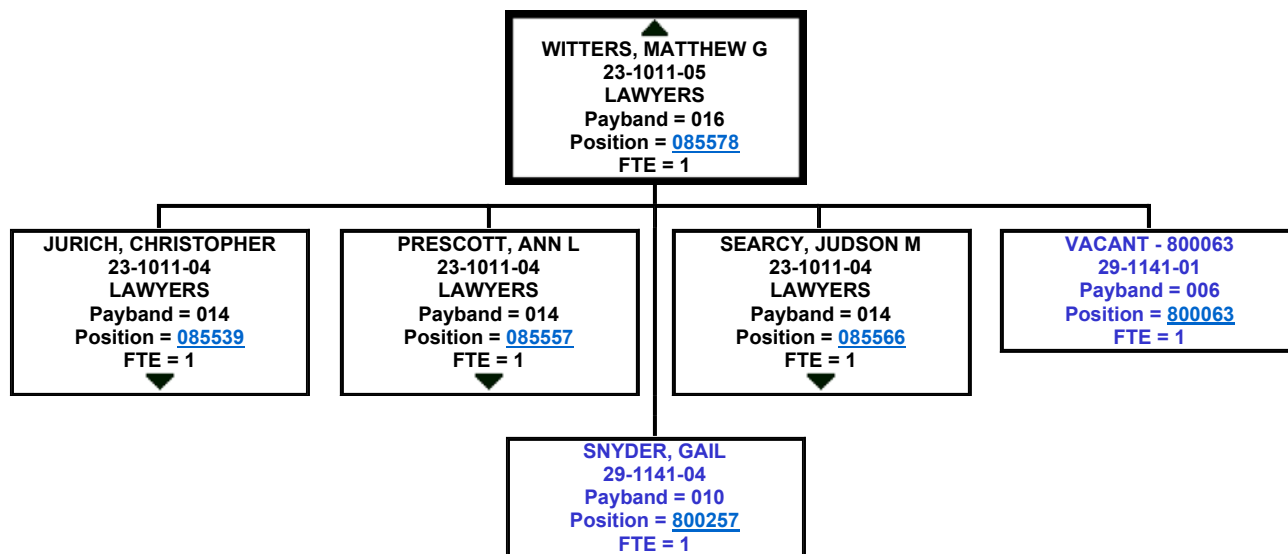 WITTERS, MATTHEW G
23-1011-05
LAWYERS
Payband = 016
Position = 085578
FTE = 1
JURICH, CHRISTOPHER
23-1011-04
LAWYERS
Payband = 014
Position = 085539
FTE = 1
PRESCOTT, ANN L
23-1011-04
LAWYERS
Payband = 014
Position = 085557
FTE = 1
SEARCY, JUDSON M
23-1011-04
LAWYERS
Payband = 014
Position = 085566
FTE = 1
VACANT - 800063
29-1141-01
Payband = 006
Position = 800063
FTE = 1
SNYDER, GAIL
29-1141-04
Payband = 010
Position = 800257
FTE = 1